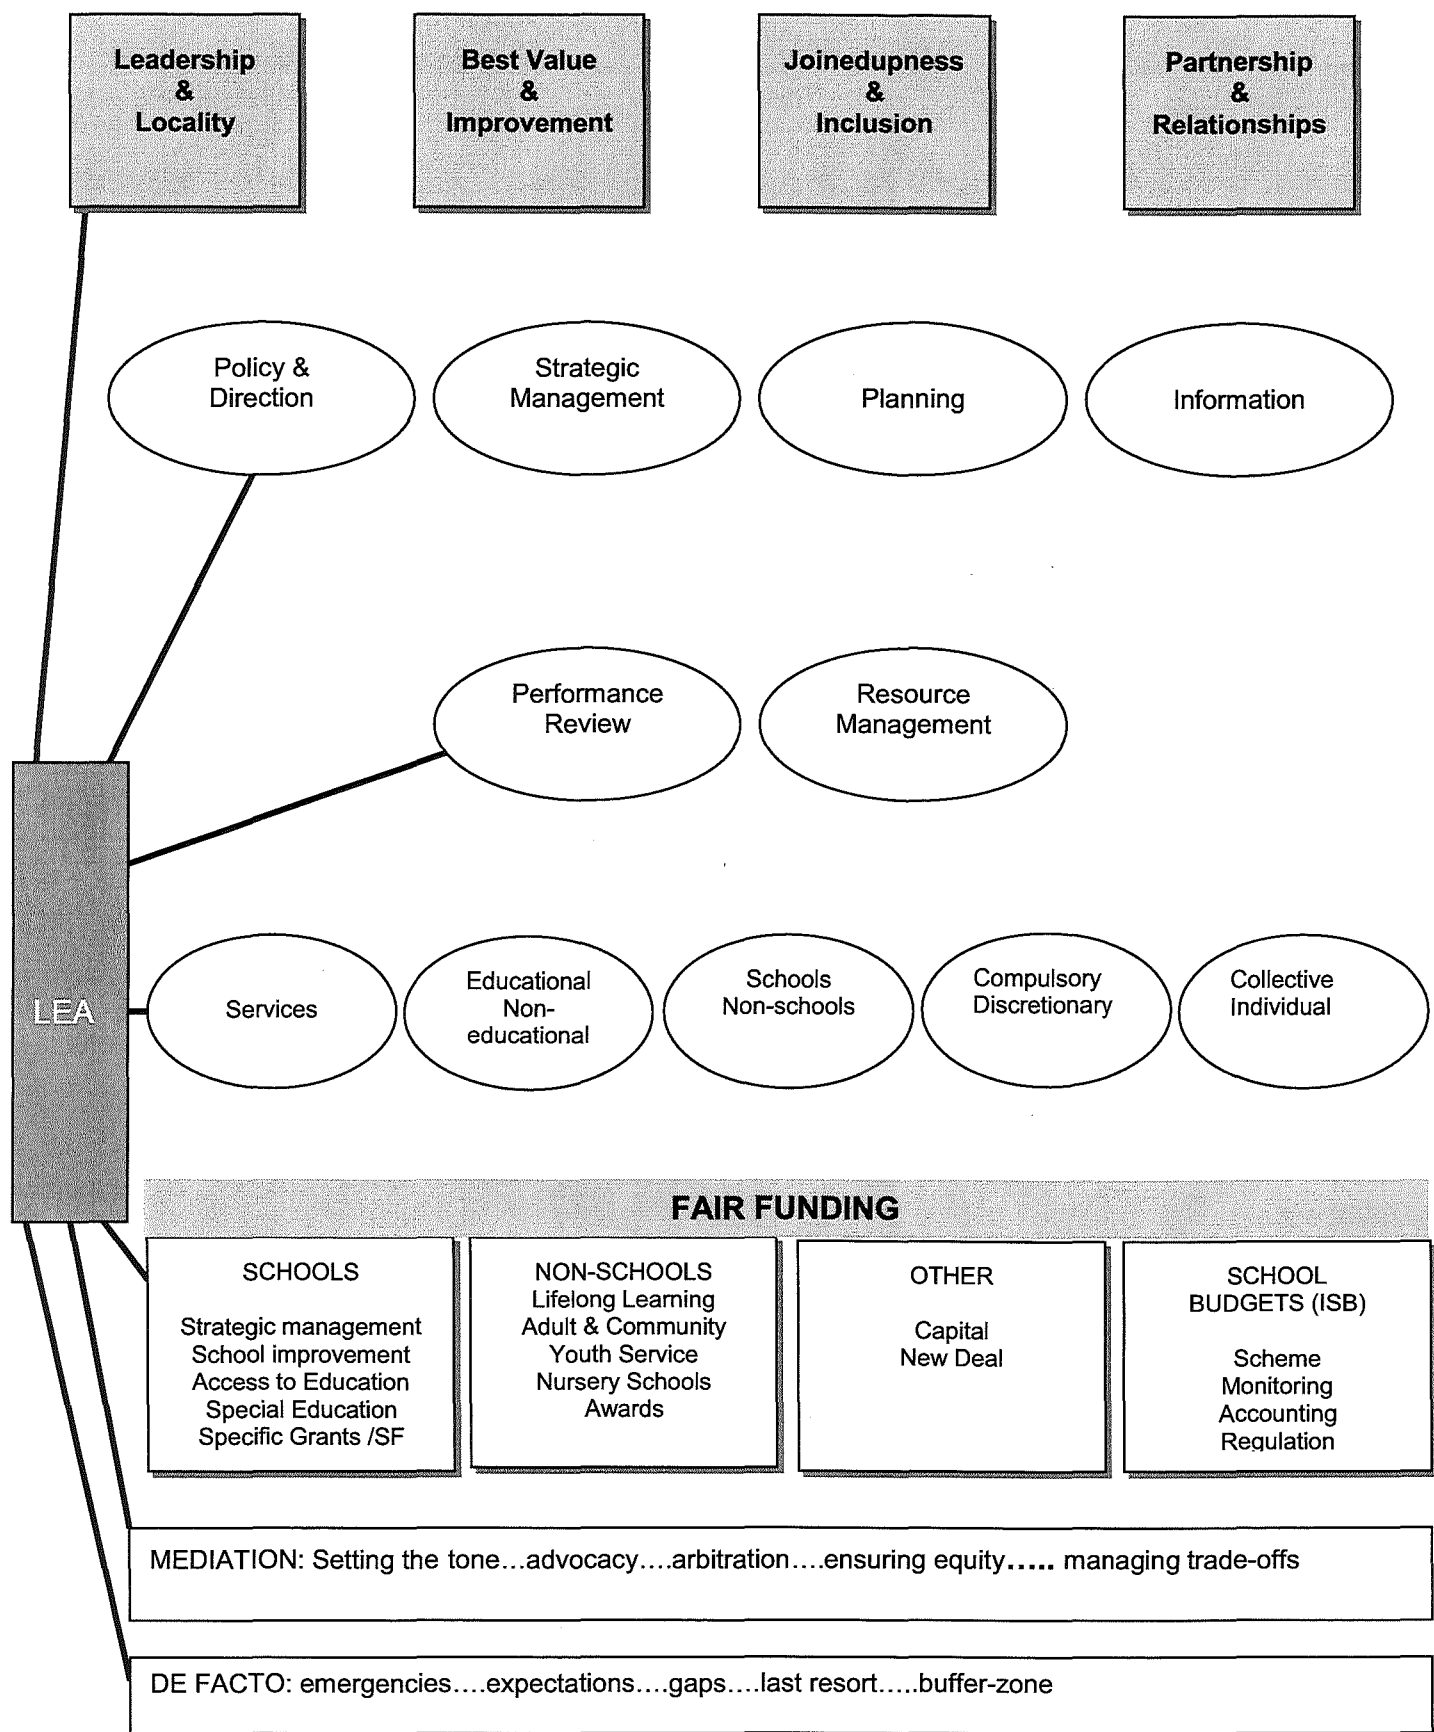 Leadership
&
Locality
Best Value
&
Improvement
Joinedupness
&
Inclusion
Partnership
&
Relationships
Policy &
Direction
Strategic
Management
Planning
Information
Performance
Review
Resource
Management
LEA
Services
Educational
Non-
educational
Schools
Non-schools
Compulsory
Discretionary
Collective
Individual
FAIR FUNDING
SCHOOLS
Strategic management
School improvement
Access to Education
Special Education
Specific Grants /SF
NON-SCHOOLS
Lifelong Learning
Adult & Community
Youth Service
Nursery Schools
Awards
OTHER
Capital
New Deal
SCHOOL
BUDGETS (ISB)
Scheme
Monitoring
Accounting
Regulation
MEDIATION: Setting the tone...advocacy....arbitration....ensuring equity..... managing trade-offs
DE FACTO: emergencies....expectations....gaps....last resort.....buffer-zone